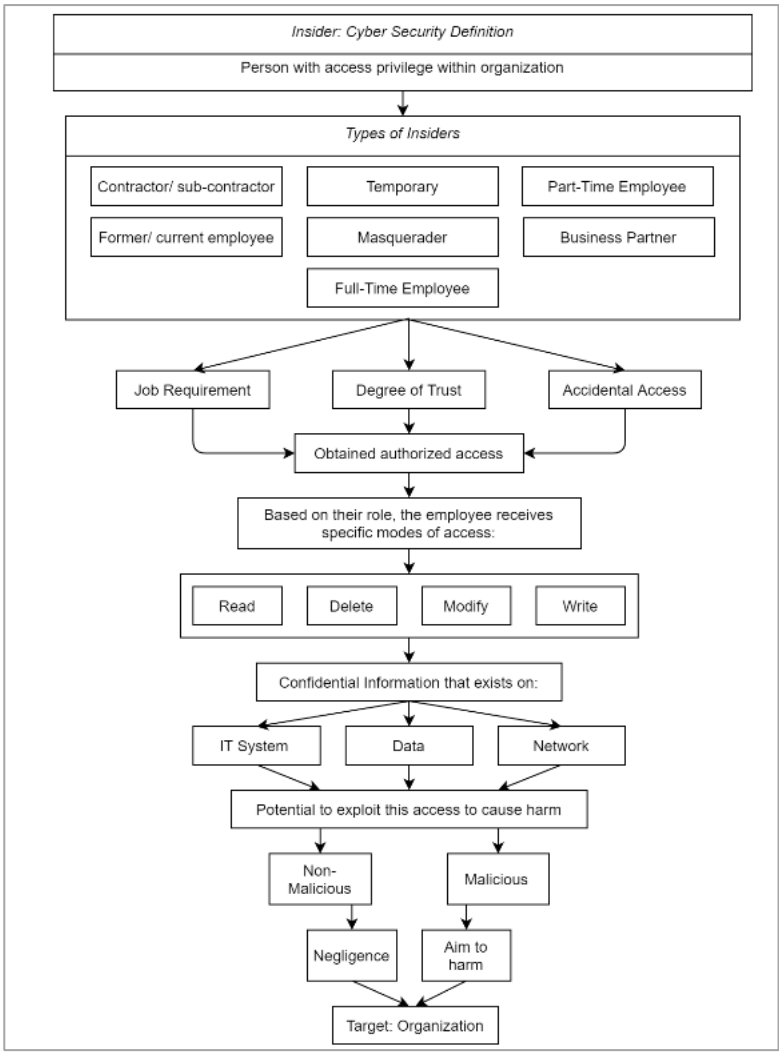 Insider: Cyber Security Definition
Person with access privilege within organization
Types of Insiders
Contractor/ sub-contractor
Temporary
Part-Time Employee
Former/ current employee
Masquerader
Business Partner
Full-Time Employee
Job Requirement
Degree of Trust
Accidental Access
Obtained authorized access
Based on their role, the employee receives
specific modes of access:
Read
Delete
Modify
Write
Confidential Information that exists on:
IT System
Data
Network
Potential to exploit this access to cause harm
Non-
Malicious
Malicious
Negligence
Aim to
harm
Target: Organization